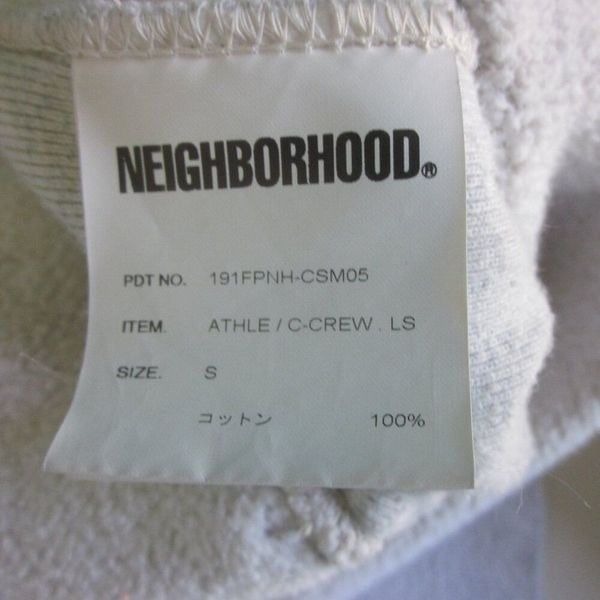 NEIGHBORHOOD®
PDT NO. 191FPNH-CSM05
ITEM. ATHLE / C-CREW . LS
SIZE. S
コットン 100%